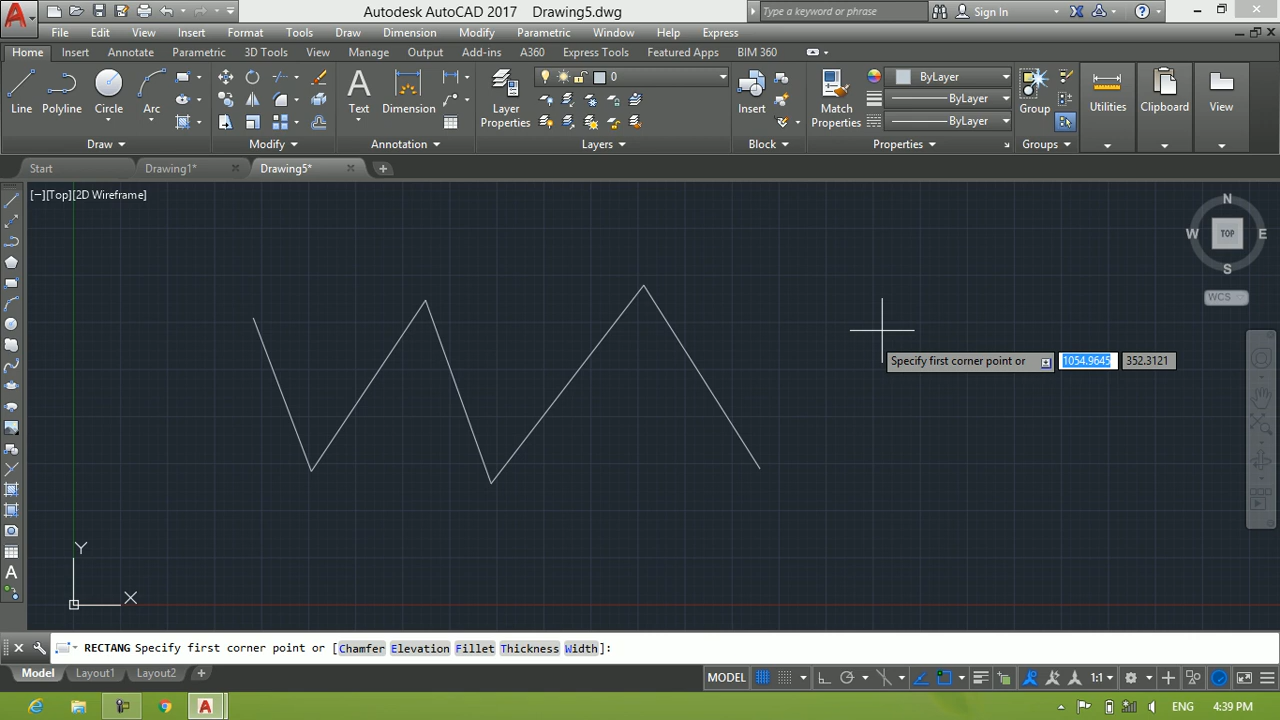 Autodesk AutoCAD 2017 Drawing5.dwg
Type a keyword or phrase
Sign In
File Edit View Insert Format Tools Draw Dimension Modify Parametric Window Help Express
Home Insert Annotate Parametric 3D Tools View Manage Output Add-ins A360 Express Tools Featured Apps BIM 360
Line Polyline Circle Arc
Text Dimension
Layer Properties
0
Insert
Match Properties
ByLayer
ByLayer
ByLayer
Group
Utilities
Clipboard
View
Draw Modify Annotation Layers Block Properties Groups
Start Drawing1* Drawing5*
[−][Top][2D Wireframe]
N
W TOP E
S
WCS
Specify first corner point or 1054.9645 352.3121
Y
X
RECTANG Specify first corner point or [Chamfer Elevation Fillet Thickness Width]:
Model Layout1 Layout2
MODEL 1:1
ENG 4:39 PM